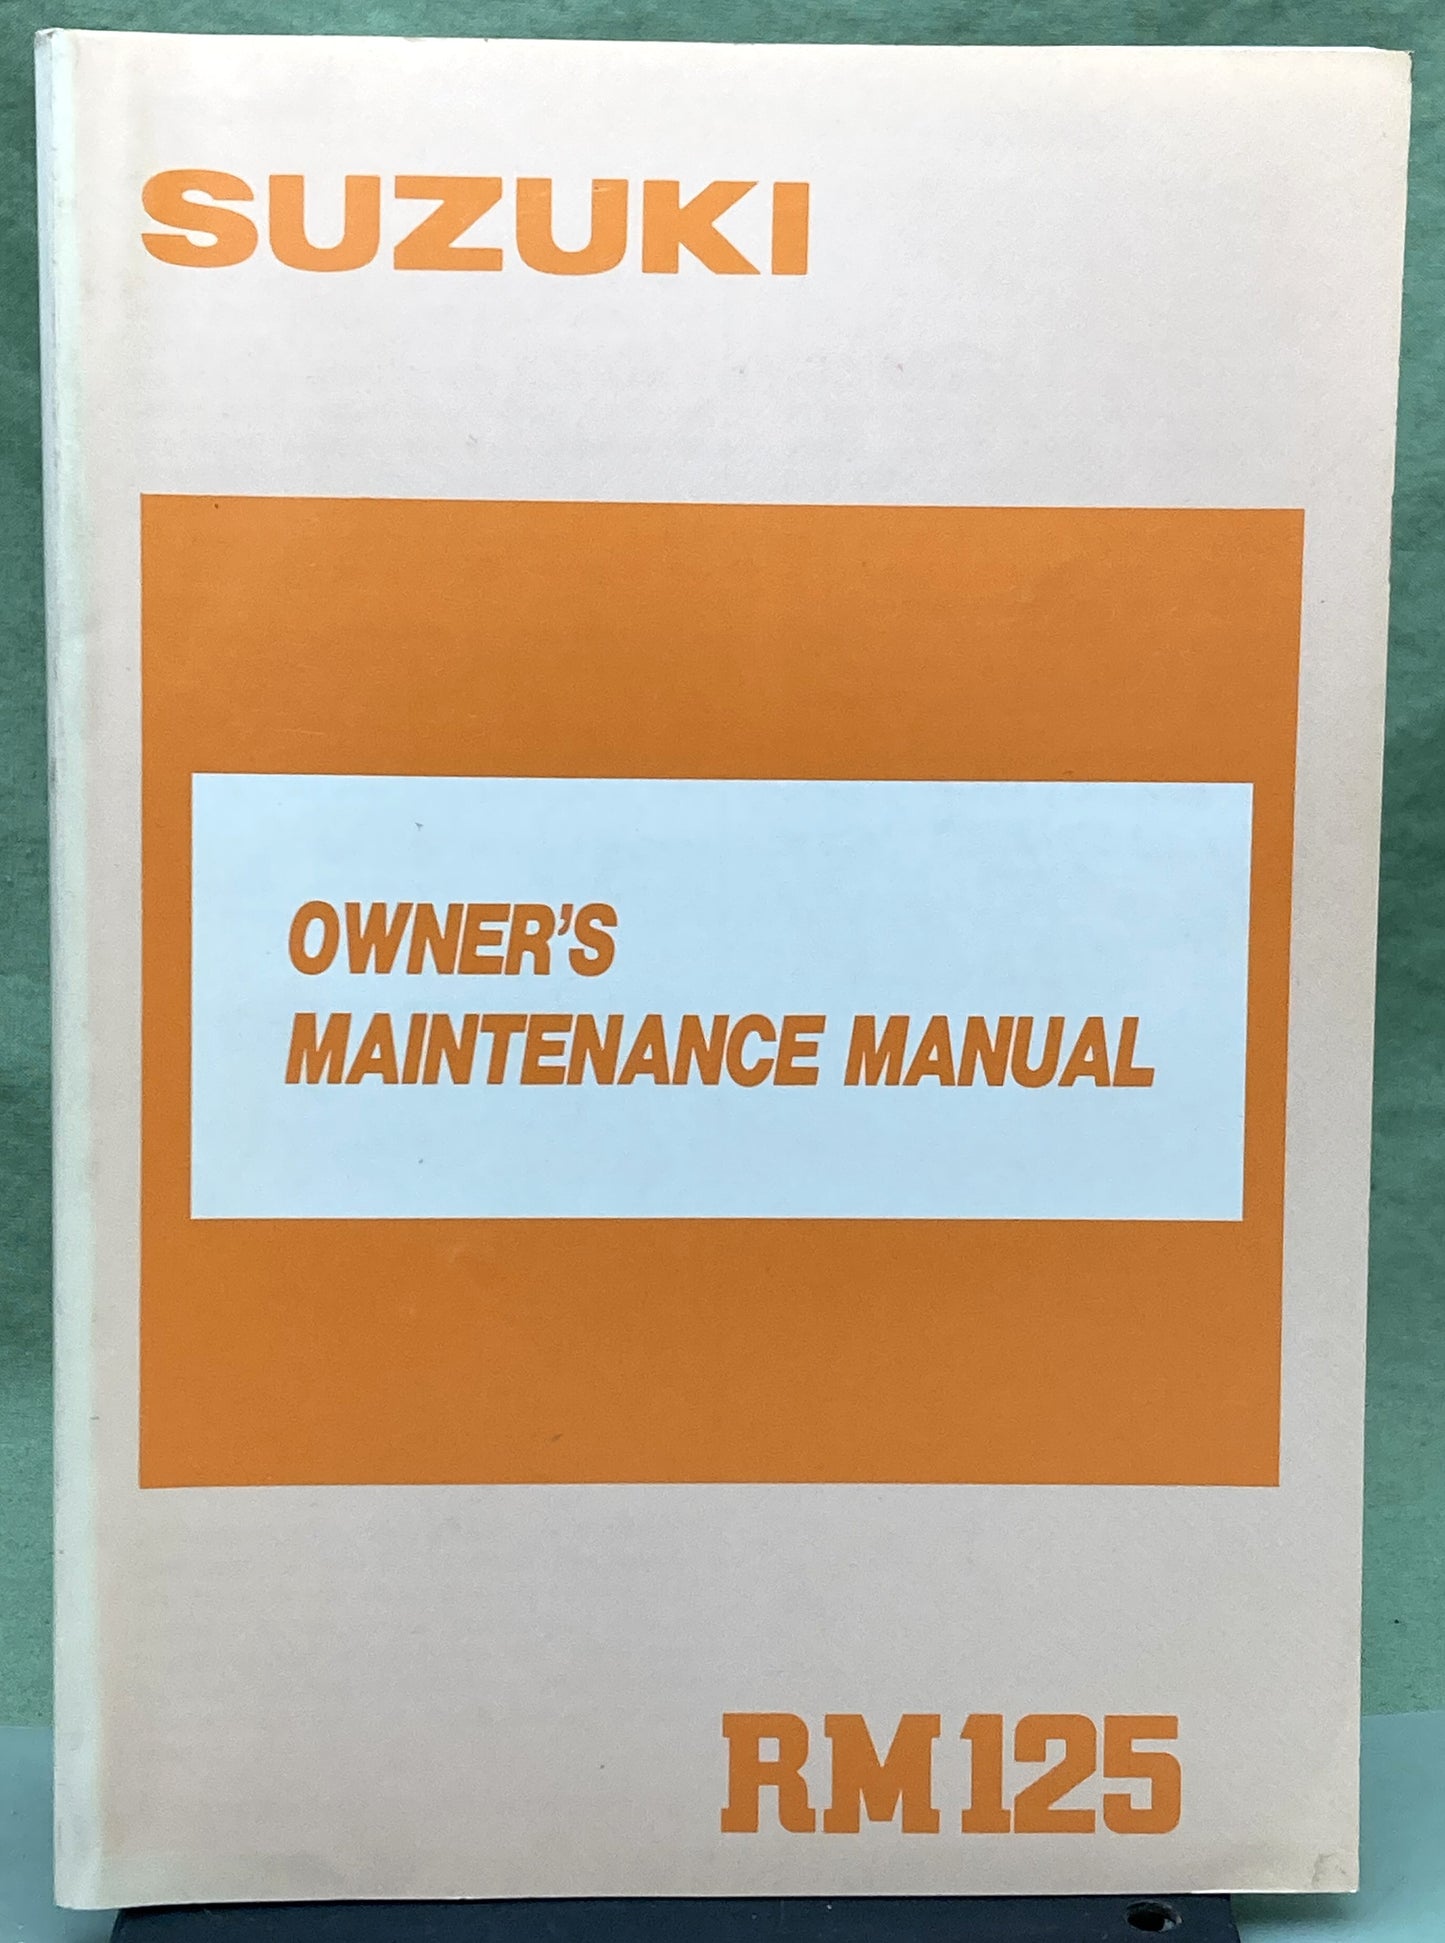 SUZUKI
OWNER'S
MAINTENANCE MANUAL
RM125